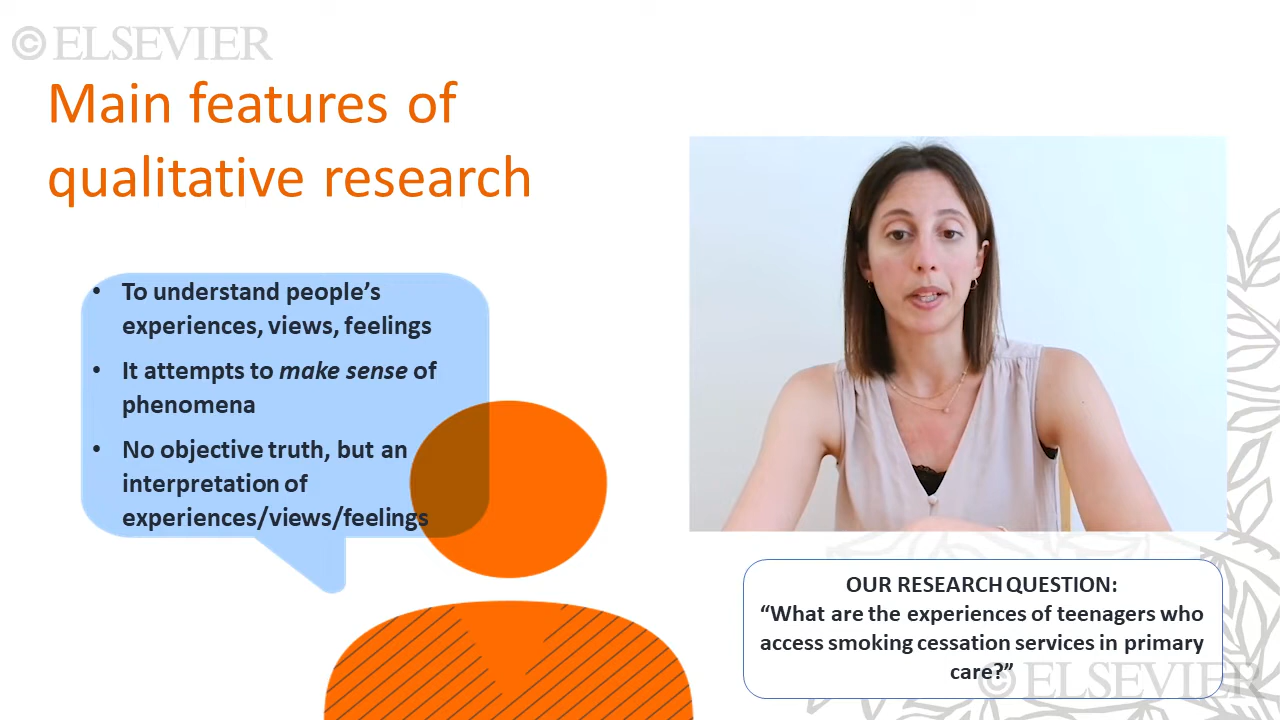 © ELSEVIER
Main features of
qualitative research
• To understand people’s
experiences, views, feelings
• It attempts to make sense of
phenomena
• No objective truth, but an
interpretation of
experiences/views/feelings
OUR RESEARCH QUESTION:
“What are the experiences of teenagers who
access smoking cessation services in primary
care?”
© ELSEVIER